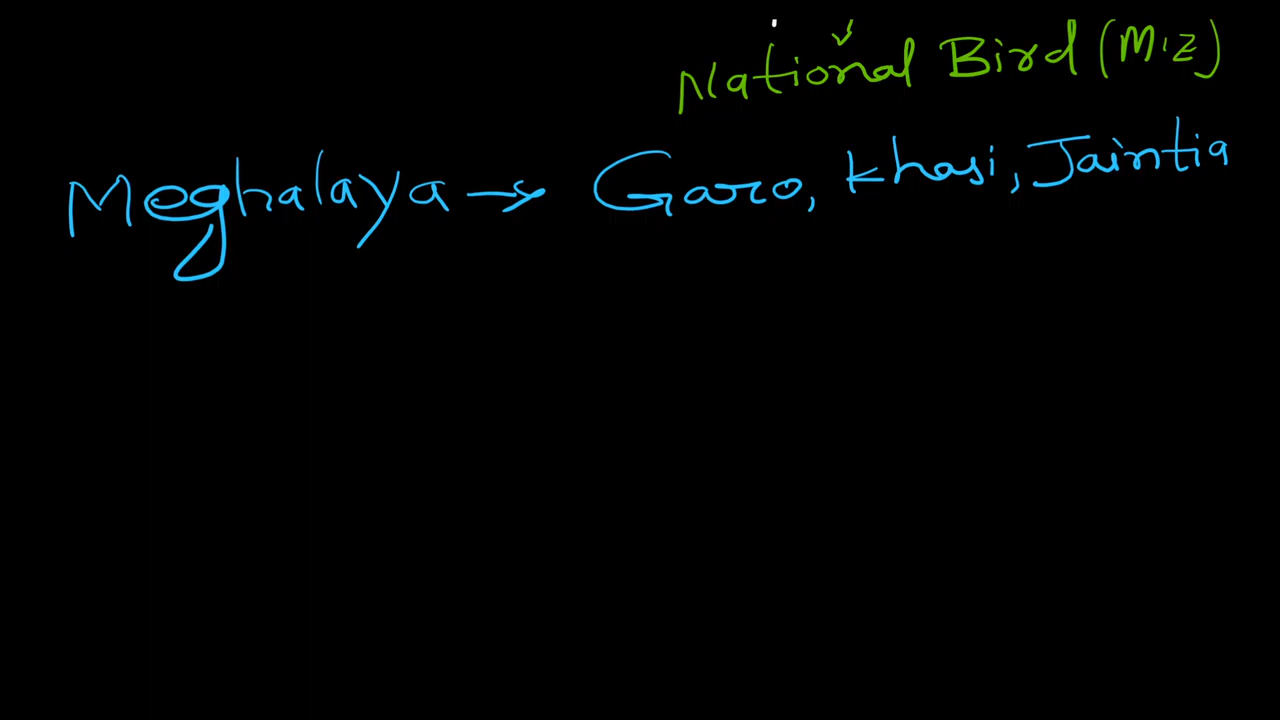 National Bird (M.Z)
Meghalaya → Garo, Khasi, Jaintia